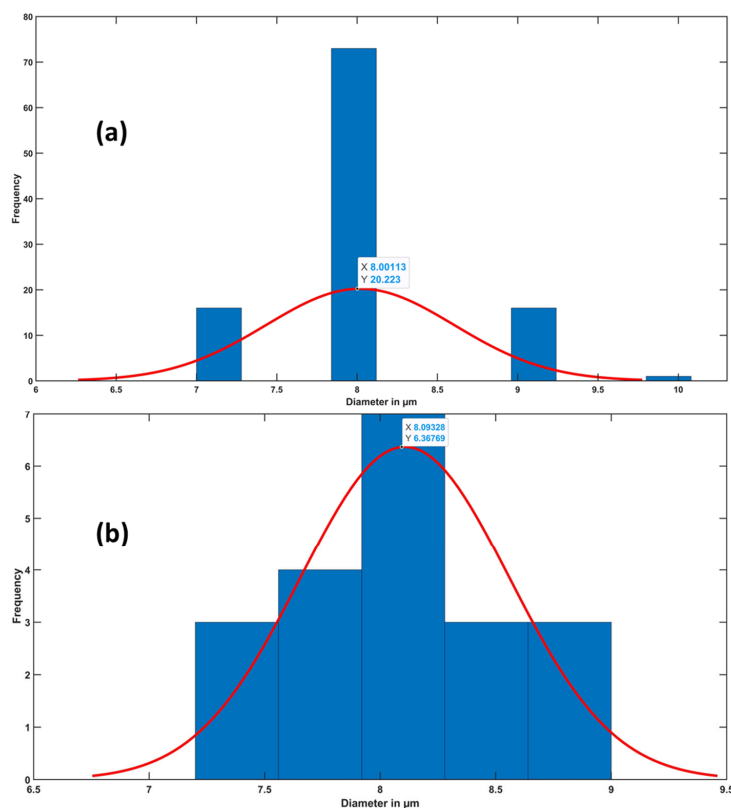 80
70
60
50
40
30
20
10
0
Frequency
(a)
X 8.00113
Y 20.223
6 6.5 7 7.5 8 8.5 9 9.5 10
Diameter in μm
7
6
5
4
3
2
1
0
Frequency
(b)
X 8.09328
Y 6.36769
6.5 7 7.5 8 8.5 9 9.5
Diameter in μm